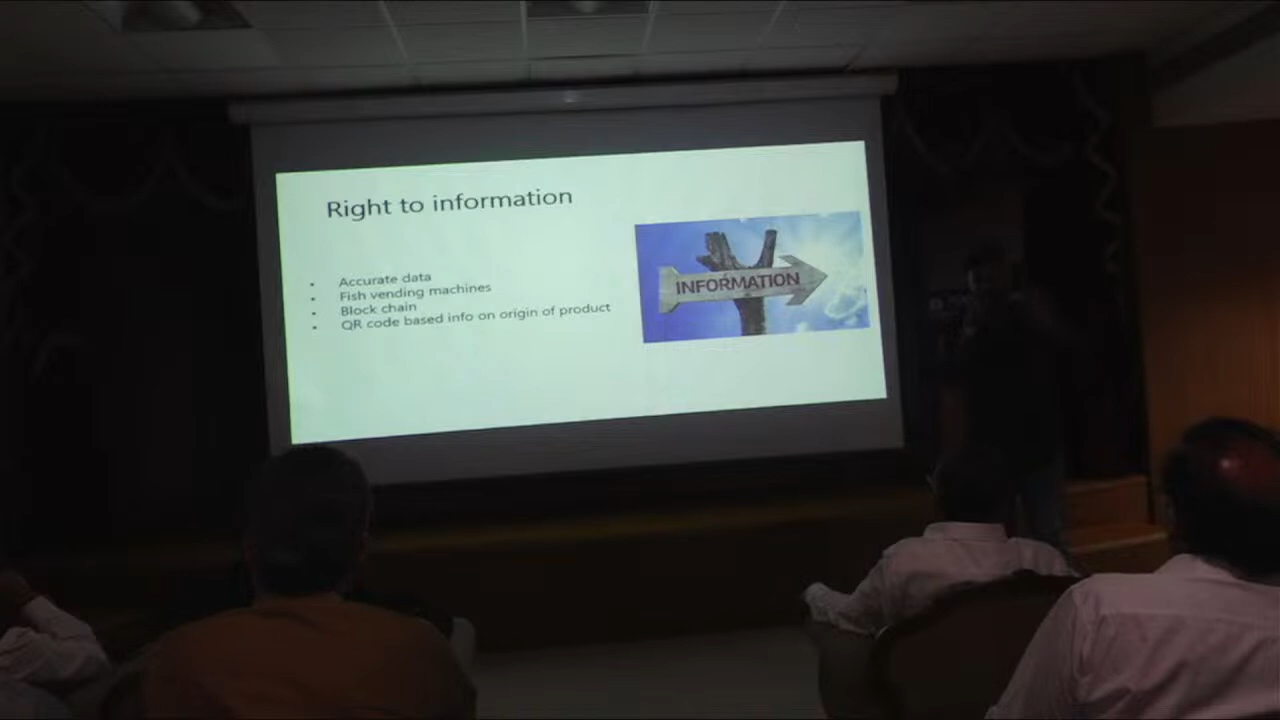 Right to information
• Accurate data
• Fish vending machines
• Block chain
• QR code based info on origin of product
INFORMATION